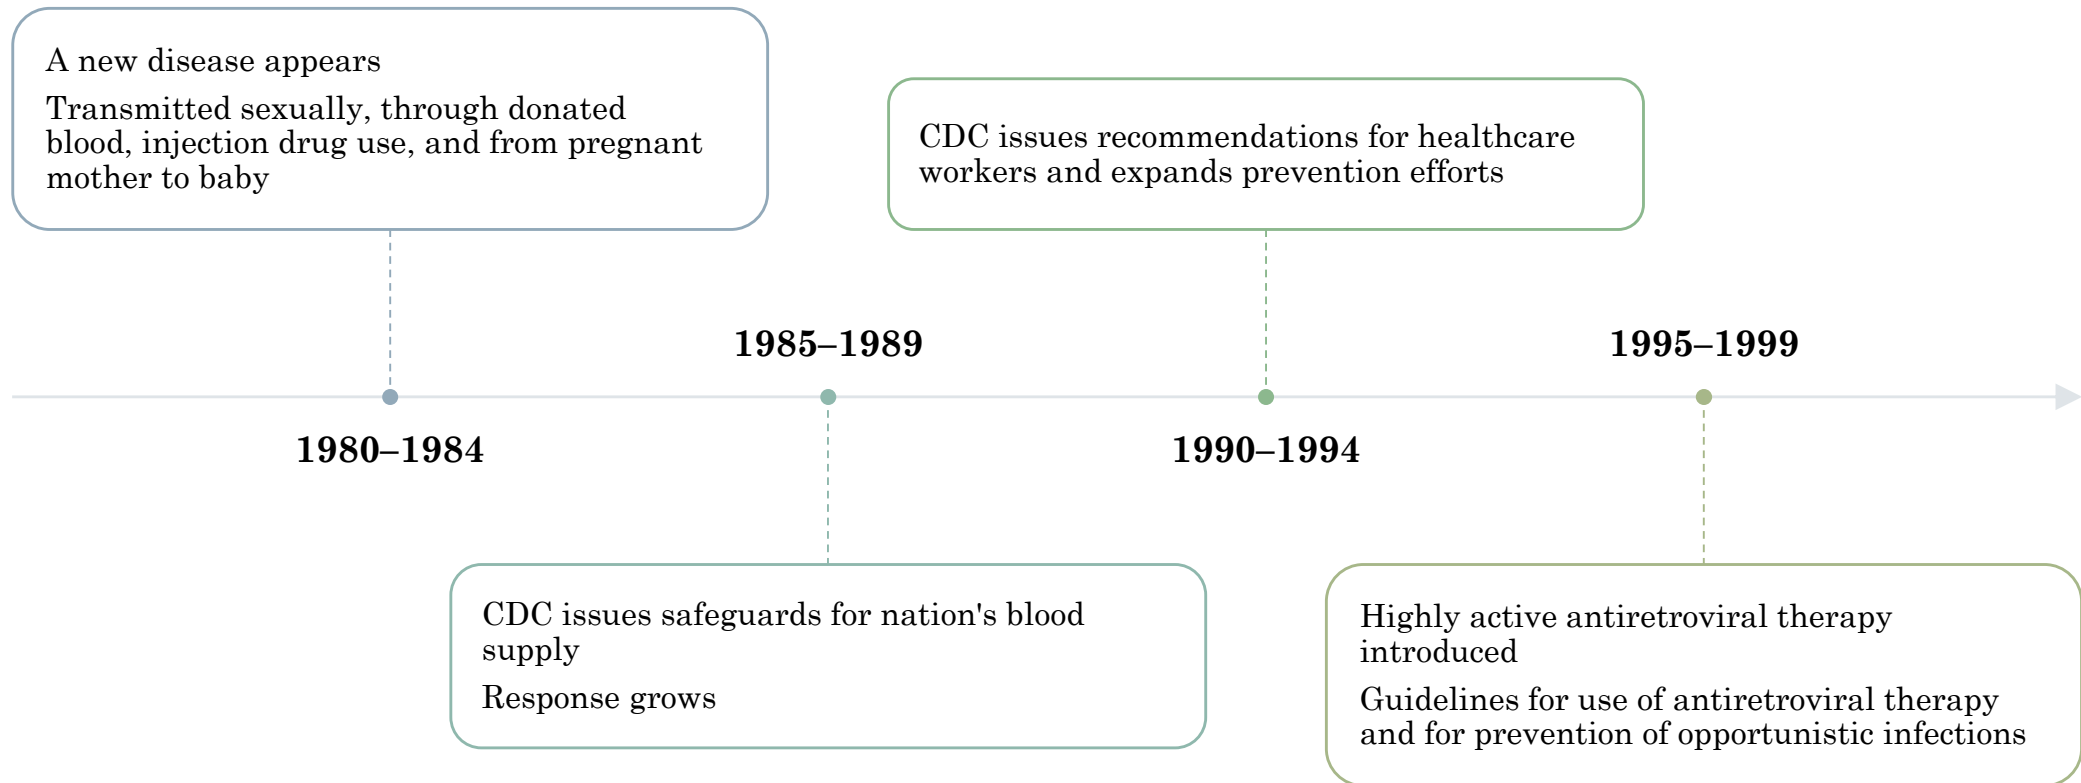 A new disease appears
Transmitted sexually, through donated
blood, injection drug use, and from pregnant
mother to baby
1980–1984
1985–1989
CDC issues safeguards for nation's blood
supply
Response grows
CDC issues recommendations for healthcare
workers and expands prevention efforts
1990–1994
1995–1999
Highly active antiretroviral therapy
introduced
Guidelines for use of antiretroviral therapy
and for prevention of opportunistic infections